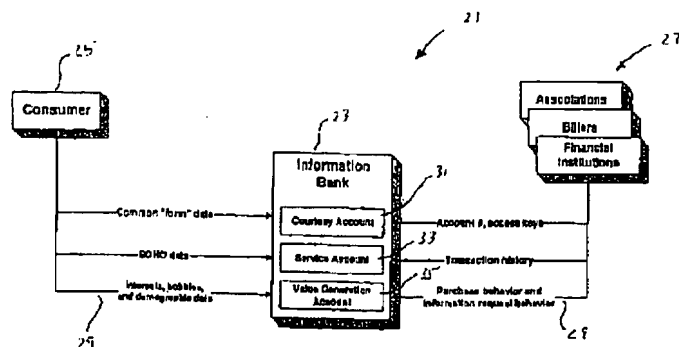 21
25
27
Consumer
Associations
Billers
Financial
Institutions
23
Information
Bank
31
Common "form" data
Courtesy Account
Account #, access keys
33
SOHO data
Service Account
Transaction history
35
Interests, hobbies,
and demographic data
Value Generation
Account
Purchase behavior and
information request behavior
29